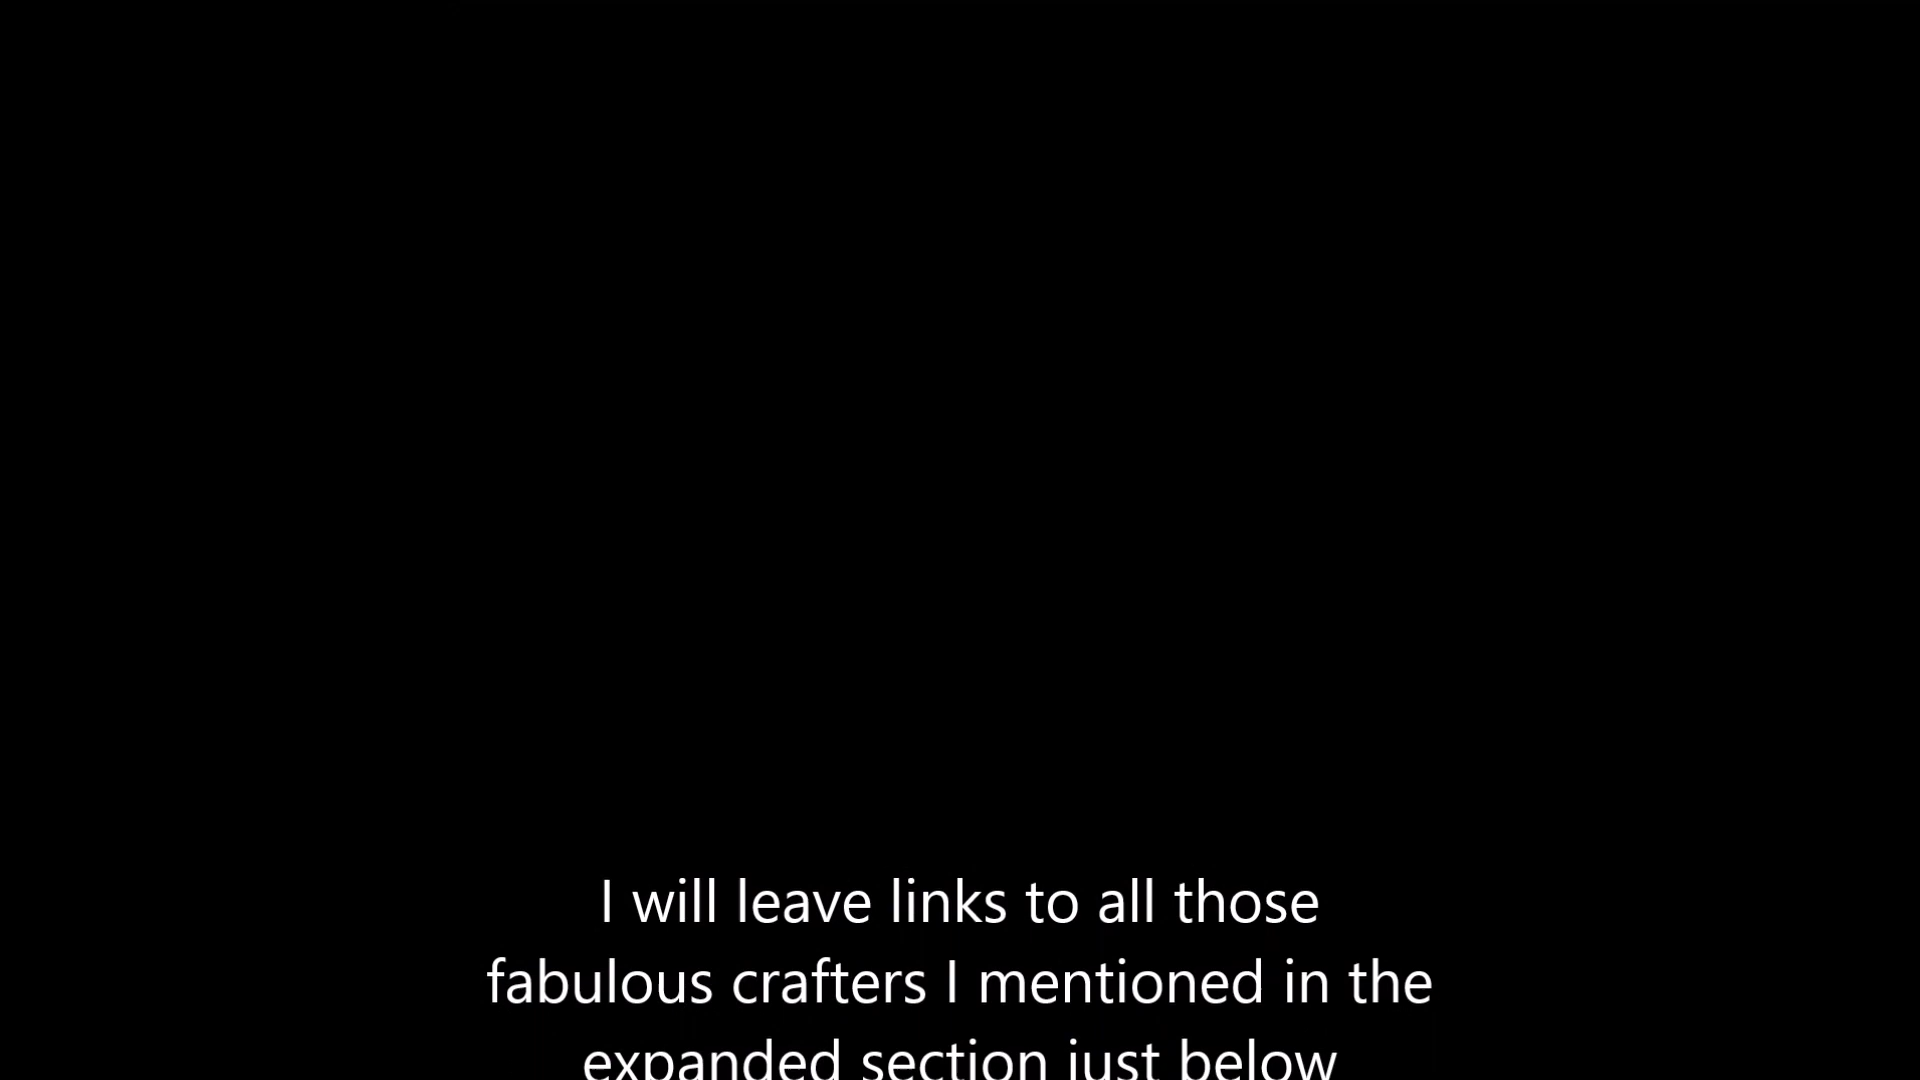 I will leave links to all those
fabulous crafters I mentioned in the
expanded section just below